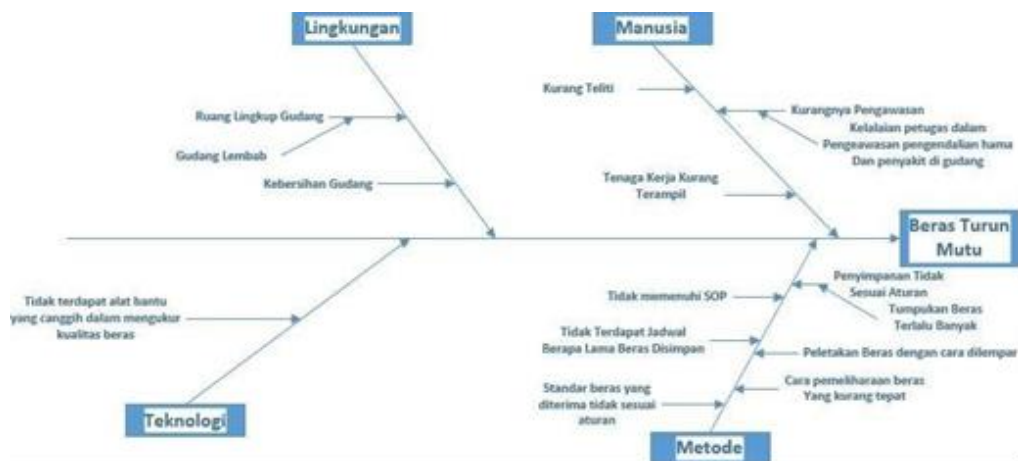 Lingkungan
Manusia
Kurang Teliti
Ruang Lingkup Gudang
Kurangnya Pengawasan
Kelalaian petugas dalam
Pengeawasan pengendalian hama
Dan penyakit di gudang
Gudang Lembab
Kebersihan Gudang
Tenaga Kerja Kurang
Terampil
Beras Turun
Mutu
Tidak terdapat alat bantu
yang canggih dalam mengukur
kualitas beras
Tidak memenuhi SOP
Penyimpanan Tidak
Sesuai Aturan
Tumpukan Beras
Terlalu Banyak
Tidak Terdapat Jadwal
Berapa Lama Beras Disimpan
Peletakan Beras dengan cara dilempar
Standar beras yang
diterima tidak sesuai
aturan
Cara pemeliharaan beras
Yang kurang tepat
Teknologi
Metode